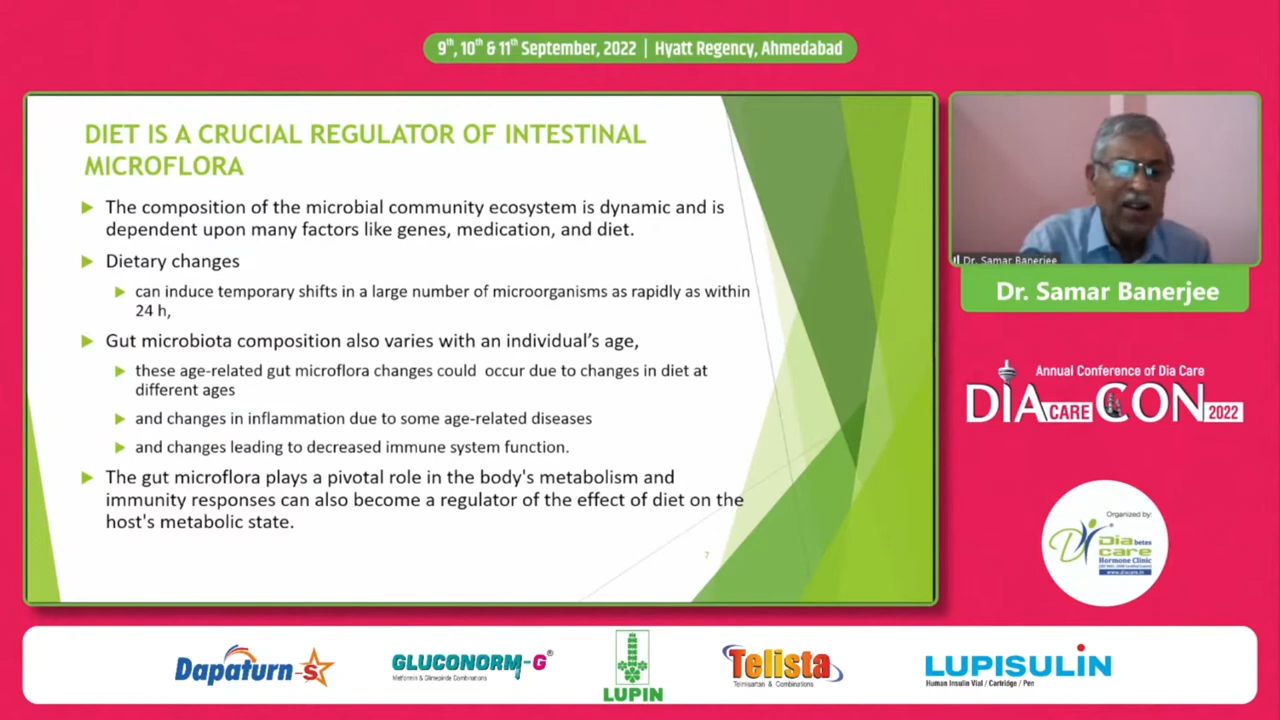 9th, 10th & 11th September, 2022 | Hyatt Regency, Ahmedabad
DIET IS A CRUCIAL REGULATOR OF INTESTINAL
MICROFLORA
The composition of the microbial community ecosystem is dynamic and is
dependent upon many factors like genes, medication, and diet.
Dietary changes
can induce temporary shifts in a large number of microorganisms as rapidly as within
24 h,
Gut microbiota composition also varies with an individual's age,
these age-related gut microflora changes could occur due to changes in diet at
different ages
and changes in inflammation due to some age-related diseases
and changes leading to decreased immune system function.
The gut microflora plays a pivotal role in the body's metabolism and
immunity responses can also become a regulator of the effect of diet on the
host's metabolic state.
7
Dr. Samar Banerjee
Dr. Samar Banerjee
Annual Conference of Dia Care
DIA CARE CON 2022
Organized by:
Diabetes
care
Hormone Clinic
www.diacare.in
Dapaturn-S
GLUCONORM-G®
Metformin & Glimepiride Combinations
LUPIN
Telista
Telmisartan & Combinations
LUPISULIN
Human Insulin Vial / Cartridge / Pen